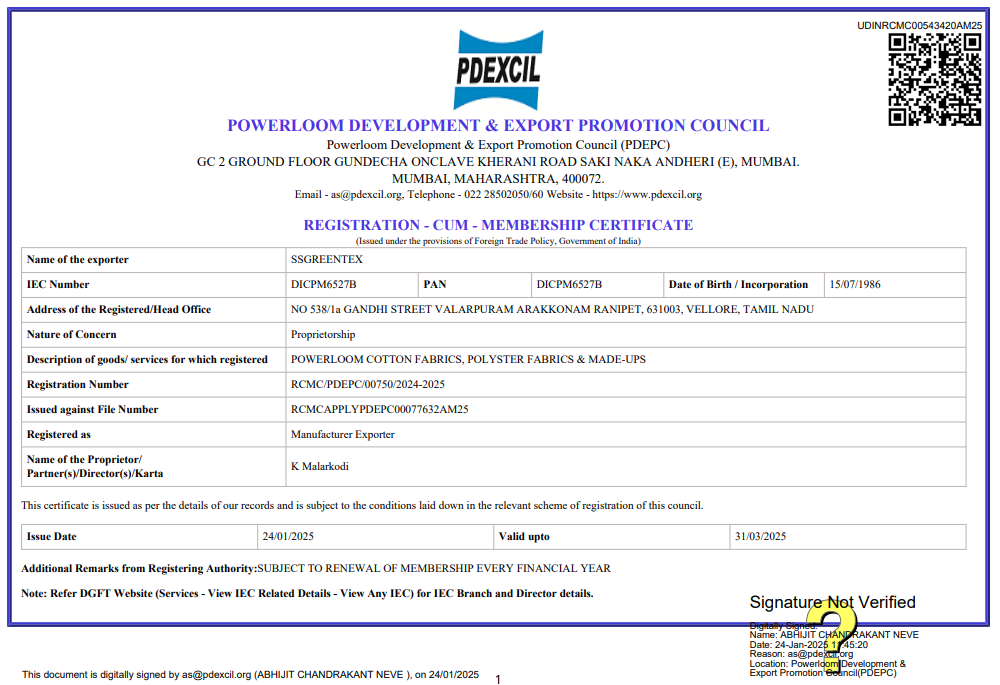 UDINRCMC00543420AM25
PDEXCIL
POWERLOOM DEVELOPMENT & EXPORT PROMOTION COUNCIL
Powerloom Development & Export Promotion Council (PDEPC)
GC 2 GROUND FLOOR GUNDECHA ONCLAVE KHERANI ROAD SAKI NAKA ANDHERI (E), MUMBAI.
MUMBAI, MAHARASHTRA, 400072.
Email - as@pdexcil.org, Telephone - 022 28502050/60 Website - https://www.pdexcil.org
REGISTRATION - CUM - MEMBERSHIP CERTIFICATE
(Issued under the provisions of Foreign Trade Policy, Government of India)
Name of the exporter SSGREENTEX
IEC Number DICPM6527B PAN DICPM6527B Date of Birth / Incorporation 15/07/1986
Address of the Registered/Head Office NO 538/1a GANDHI STREET VALARPURAM ARAKKONAM RANIPET, 631003, VELLORE, TAMIL NADU
Nature of Concern Proprietorship
Description of goods/ services for which registered POWERLOOM COTTON FABRICS, POLYSTER FABRICS & MADE-UPS
Registration Number RCMC/PDEPC/00750/2024-2025
Issued against File Number RCMCAPPLYPDEPC00077632AM25
Registered as Manufacturer Exporter
Name of the Proprietor/
Partner(s)/Director(s)/Karta K Malarkodi
This certificate is issued as per the details of our records and is subject to the conditions laid down in the relevant scheme of registration of this council.
Issue Date 24/01/2025 Valid upto 31/03/2025
Additional Remarks from Registering Authority:SUBJECT TO RENEWAL OF MEMBERSHIP EVERY FINANCIAL YEAR
Note: Refer DGFT Website (Services - View IEC Related Details - View Any IEC) for IEC Branch and Director details.
Signature Not Verified
Digitally Signed.
Name: ABHIJIT CHANDRAKANT NEVE
Date: 24-Jan-2025 11:45:20
Reason: as@pdexcil.org
Location: Powerloom Development &
Export Promotion Council(PDEPC)
This document is digitally signed by as@pdexcil.org (ABHIJIT CHANDRAKANT NEVE ), on 24/01/2025
1